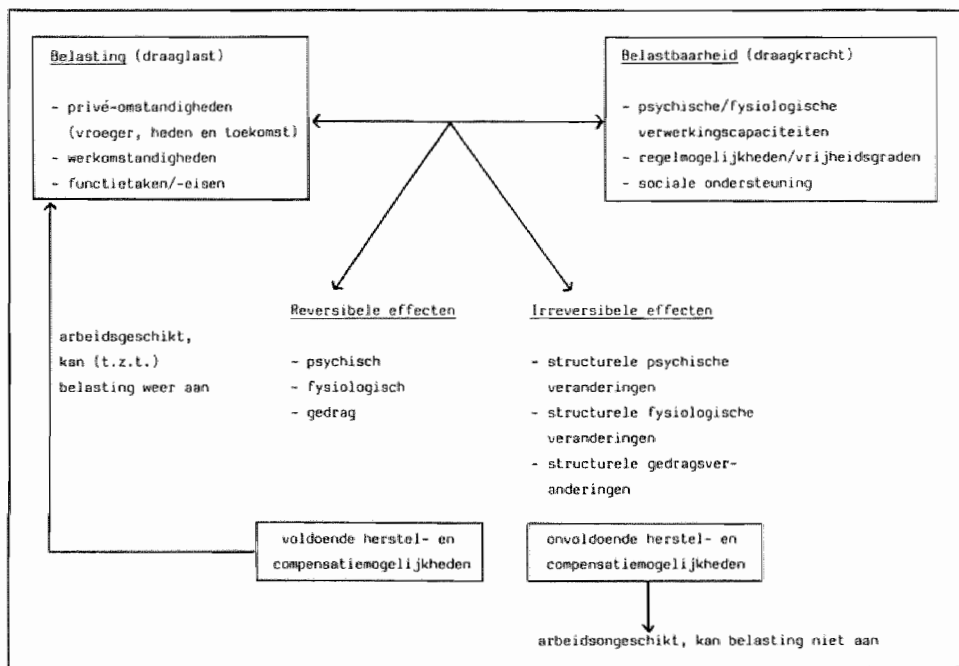 Belasting (draaglast)
- privé-omstandigheden
(vroeger, heden en toekomst)
- werkomstandigheden
- functietaken/-eisen
Belastbaarheid (draagkracht)
- psychische/fysiologische
verwerkingscapaciteiten
- regelmogelijkheden/vrijheidsgraden
- sociale ondersteuning
arbeidsgeschikt,
kan (t.z.t.)
belasting weer aan
Reversibele effecten
- psychisch
- fysiologisch
- gedrag
Irreversibele effecten
- structurele psychische
veranderingen
- structurele fysiologische
veranderingen
- structurele gedragsver-
anderingen
voldoende herstel- en
compensatiemogelijkheden
onvoldoende herstel- en
compensatiemogelijkheden
arbeidsongeschikt, kan belasting niet aan